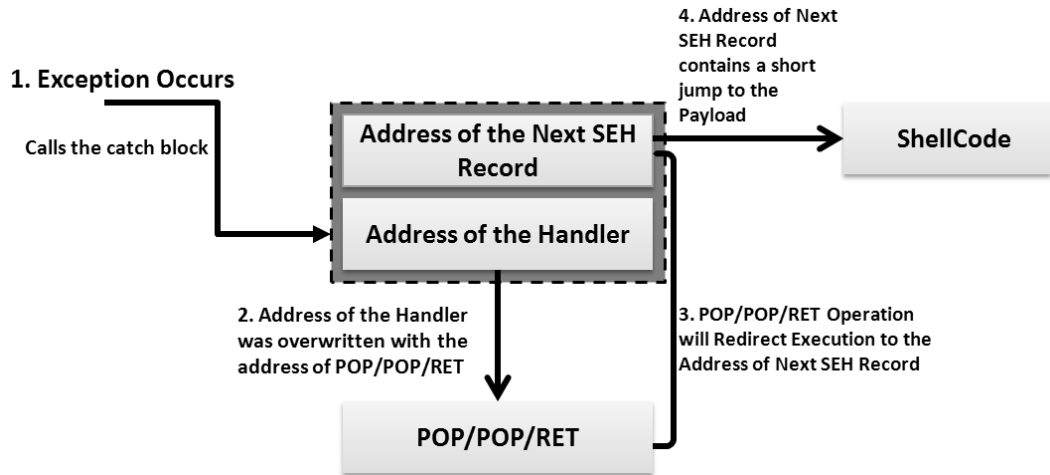 1. Exception Occurs
Calls the catch block
Address of the Next SEH
Record
Address of the Handler
4. Address of Next
SEH Record
contains a short
jump to the
Payload
ShellCode
2. Address of the Handler
was overwritten with the
address of POP/POP/RET
3. POP/POP/RET Operation
will Redirect Execution to the
Address of Next SEH Record
POP/POP/RET